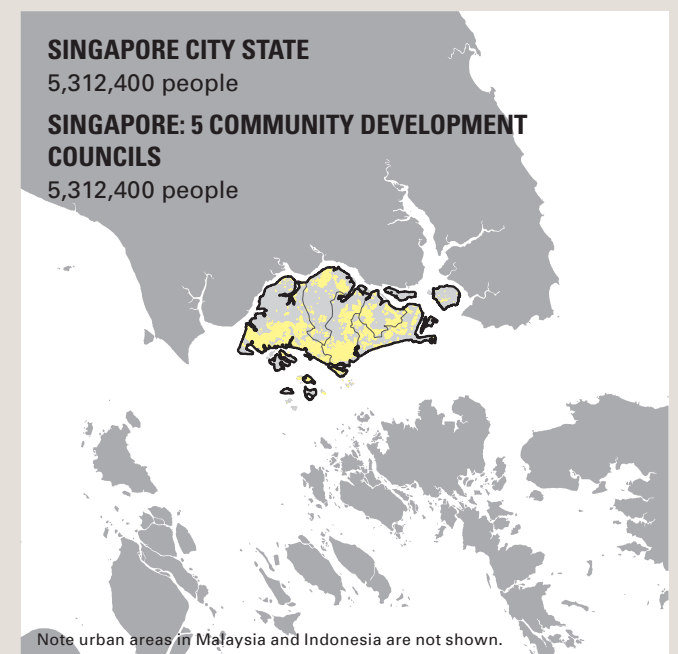 SINGAPORE CITY STATE
5,312,400 people
SINGAPORE: 5 COMMUNITY DEVELOPMENT
COUNCILS
5,312,400 people
Note urban areas in Malaysia and Indonesia are not shown.